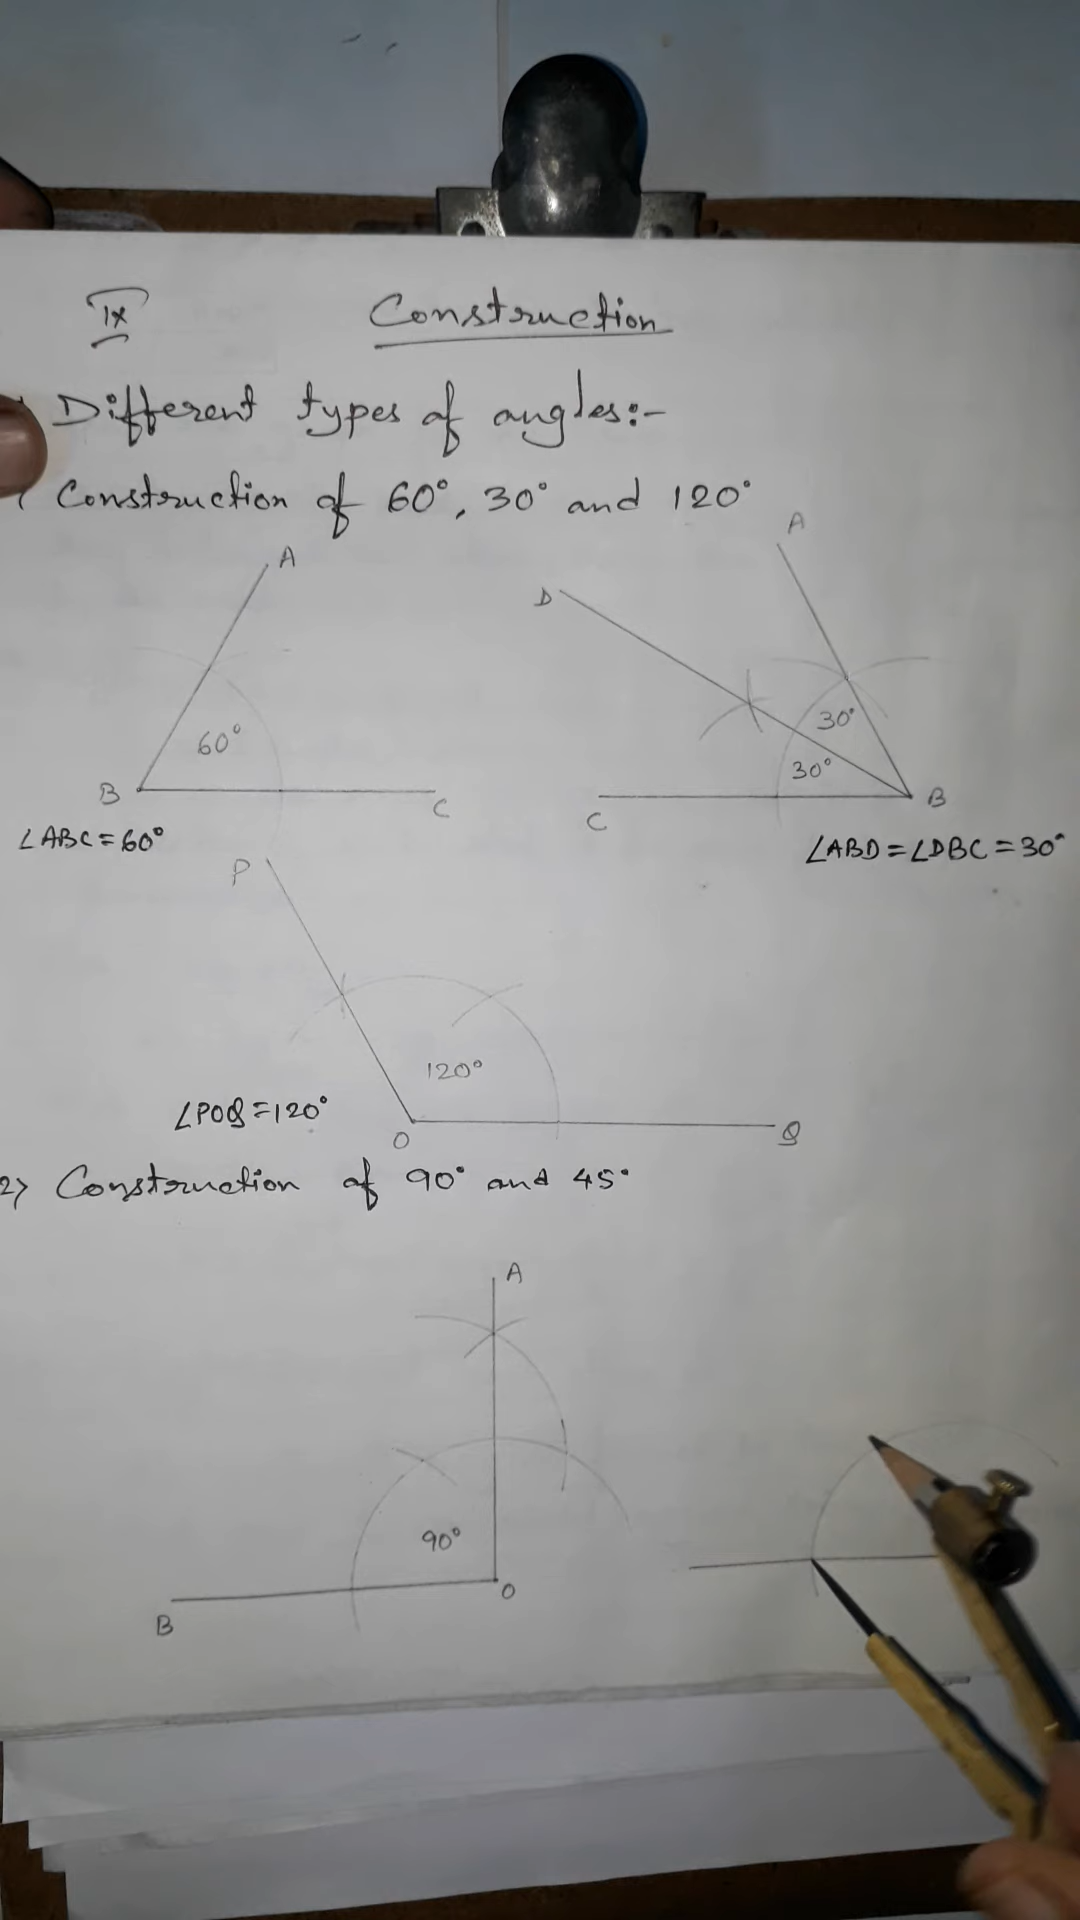 IX
Construction
Different types of angles:-
Construction of 60°, 30° and 120°
A
60°
B
C
∠ABC=60°
A
D
30°
30°
C
B
∠ABD=∠DBC=30°
P
120°
∠POQ=120°
O
Q
2) Construction of 90° and 45°
A
90°
B
O